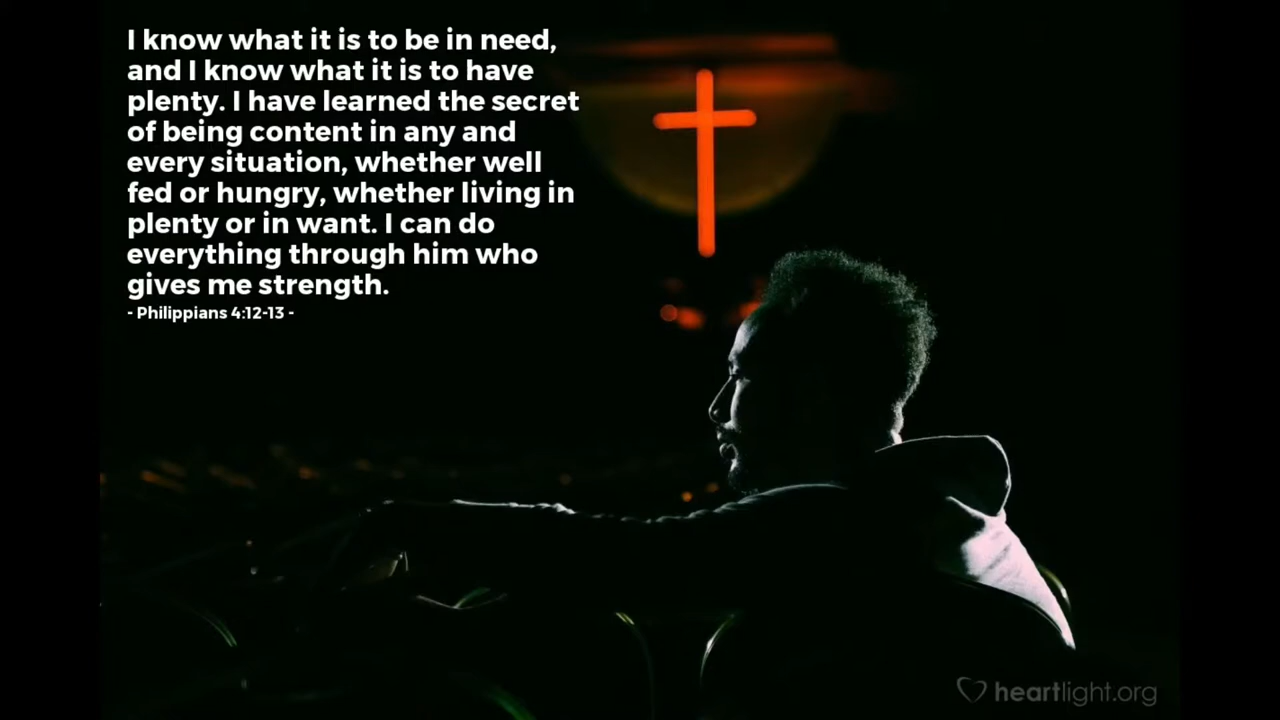 I know what it is to be in need,
and I know what it is to have
plenty. I have learned the secret
of being content in any and
every situation, whether well
fed or hungry, whether living in
plenty or in want. I can do
everything through him who
gives me strength.
- Philippians 4:12-13 -
heartlight.org